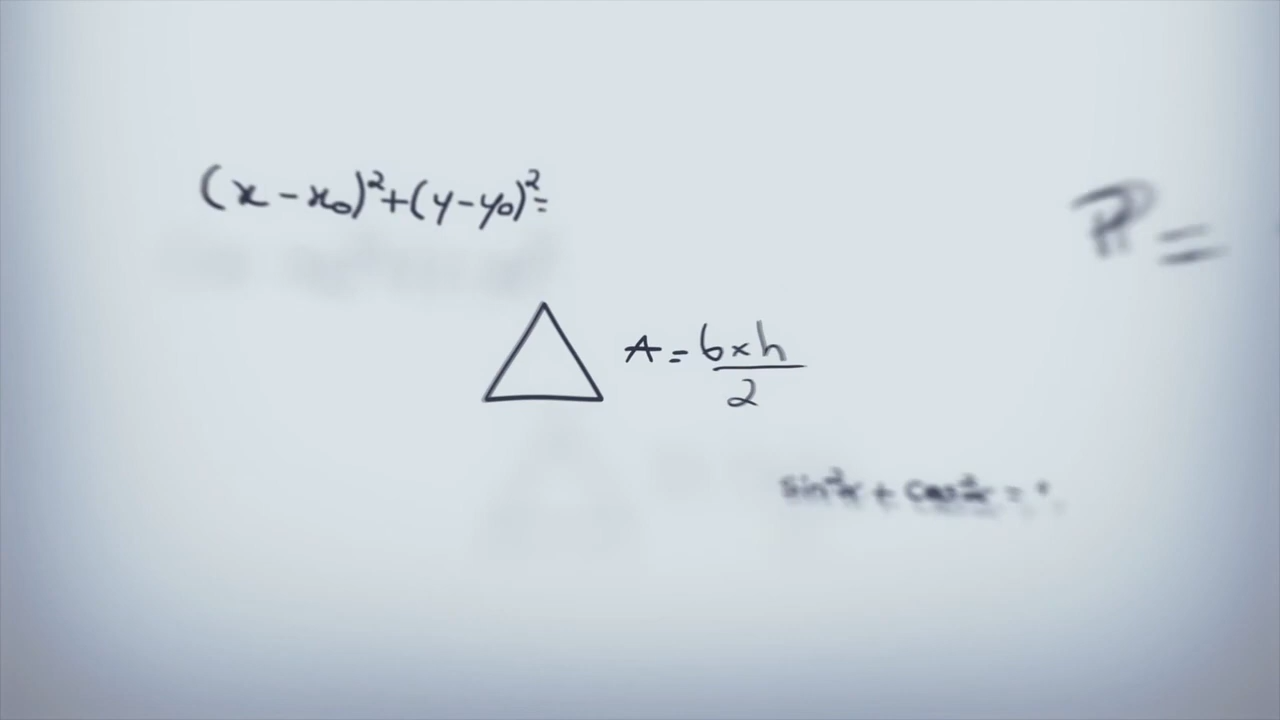 (x - x₀)² + (y - y₀)² =
A = b x h
2
sin²x + cos²x =